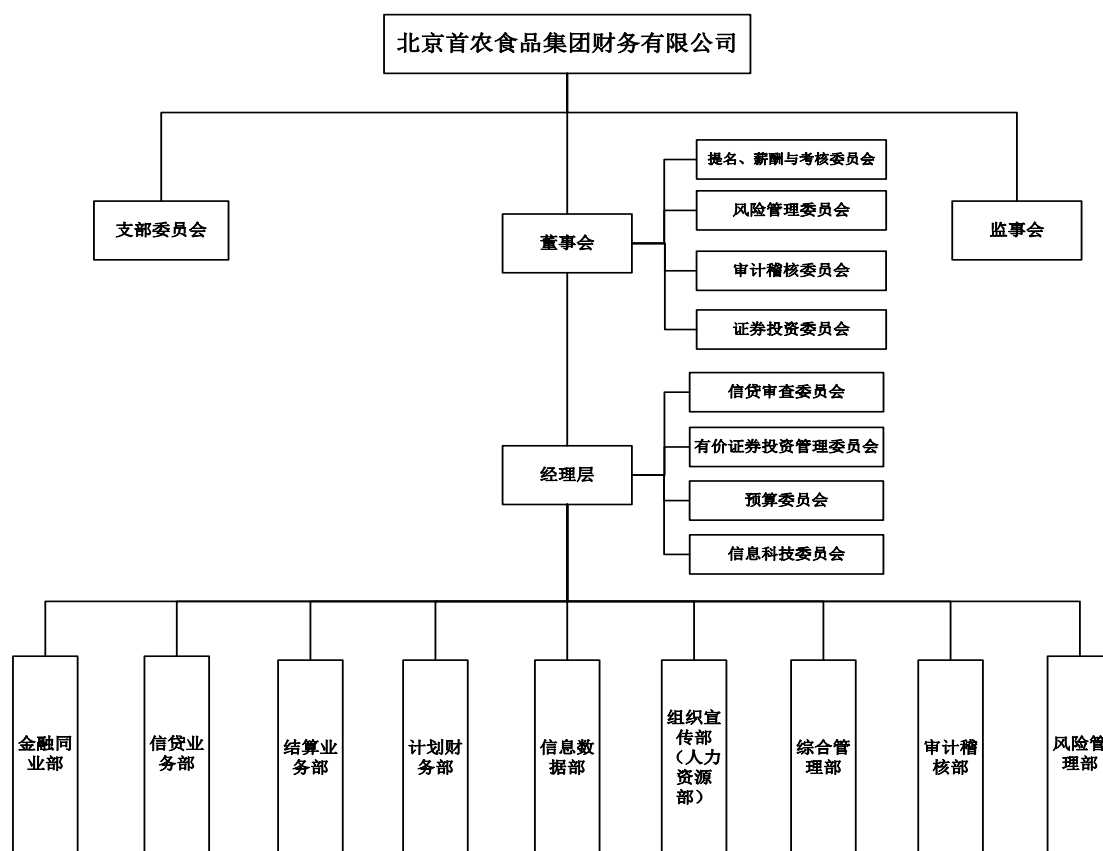 北京首农食品集团财务有限公司
提名、薪酬与考核委员会
支部委员会
风险管理委员会
董事会
监事会
审计稽核委员会
证券投资委员会
信贷审查委员会
有价证券投资管理委员会
经理层
预算委员会
信息科技委员会
金融同
业部
信贷业
务部
结算业
务部
计划财
务部
信息数
据部
组织宣
传部
（人力
资源
部）
综合管
理部
审计稽
核部
风险管
理部